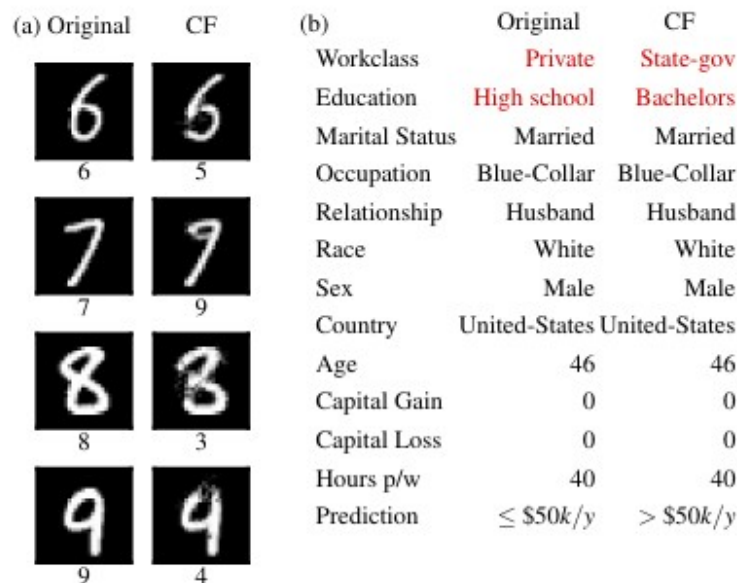 (a) Original CF
6 5
7 9
8 3
9 4
(b) Original CF
Workclass Private State-gov
Education High school Bachelors
Marital Status Married Married
Occupation Blue-Collar Blue-Collar
Relationship Husband Husband
Race White White
Sex Male Male
Country United-States United-States
Age 46 46
Capital Gain 0 0
Capital Loss 0 0
Hours p/w 40 40
Prediction ≤ $50k/y > $50k/y